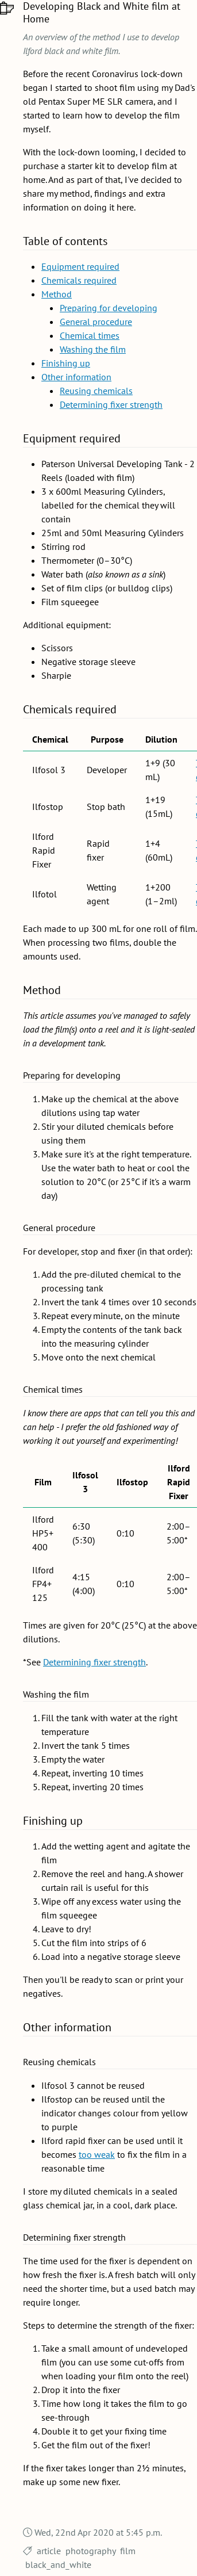 Developing Black and White film at
Home
An overview of the method I use to develop
Ilford black and white film.
Before the recent Coronavirus lock-down
began I started to shoot film using my Dad's
old Pentax Super ME SLR camera, and I
started to learn how to develop the film
myself.
With the lock-down looming, I decided to
purchase a starter kit to develop film at
home. And as part of that, I've decided to
share my method, findings and extra
information on doing it here.
Table of contents
• Equipment required
• Chemicals required
• Method
• Preparing for developing
• General procedure
• Chemical times
• Washing the film
• Finishing up
• Other information
• Reusing chemicals
• Determining fixer strength
Equipment required
• Paterson Universal Developing Tank - 2
Reels (loaded with film)
• 3 x 600ml Measuring Cylinders,
labelled for the chemical they will
contain
• 25ml and 50ml Measuring Cylinders
• Stirring rod
• Thermometer (0–30°C)
• Water bath (also known as a sink)
• Set of film clips (or bulldog clips)
• Film squeegee
Additional equipment:
• Scissors
• Negative storage sleeve
• Sharpie
Chemicals required
Chemical Purpose Dilution
Ilfosol 3 Developer 1+9 (30
mL)
Ilfostop Stop bath 1+19
(15mL)
Ilford
Rapid
Fixer
Rapid
fixer
1+4
(60mL)
Ilfotol Wetting
agent
1+200
(1–2ml)
Each made to up 300 mL for one roll of film.
When processing two films, double the
amounts used.
Method
This article assumes you've managed to safely
load the film(s) onto a reel and it is light-sealed
in a development tank.
Preparing for developing
1. Make up the chemical at the above
dilutions using tap water
2. Stir your diluted chemicals before
using them
3. Make sure it's at the right temperature.
Use the water bath to heat or cool the
solution to 20°C (or 25°C if it's a warm
day)
General procedure
For developer, stop and fixer (in that order):
1. Add the pre-diluted chemical to the
processing tank
2. Invert the tank 4 times over 10 seconds
3. Repeat every minute, on the minute
4. Empty the contents of the tank back
into the measuring cylinder
5. Move onto the next chemical
Chemical times
I know there are apps that can tell you this and
can help - I prefer the old fashioned way of
working it out yourself and experimenting!
Film Ilfosol
3 Ilfostop Ilford
Rapid
Fixer
Ilford
HP5+
400
6:30
(5:30)
0:10
2:00–
5:00*
Ilford
FP4+
125
4:15
(4:00)
0:10
2:00–
5:00*
Times are given for 20°C (25°C) at the above
dilutions.
*See Determining fixer strength.
Washing the film
1. Fill the tank with water at the right
temperature
2. Invert the tank 5 times
3. Empty the water
4. Repeat, inverting 10 times
5. Repeat, inverting 20 times
Finishing up
1. Add the wetting agent and agitate the
film
2. Remove the reel and hang. A shower
curtain rail is useful for this
3. Wipe off any excess water using the
film squeegee
4. Leave to dry!
5. Cut the film into strips of 6
6. Load into a negative storage sleeve
Then you'll be ready to scan or print your
negatives.
Other information
Reusing chemicals
• Ilfosol 3 cannot be reused
• Ilfostop can be reused until the
indicator changes colour from yellow
to purple
• Ilford rapid fixer can be used until it
becomes too weak to fix the film in a
reasonable time
I store my diluted chemicals in a sealed
glass chemical jar, in a cool, dark place.
Determining fixer strength
The time used for the fixer is dependent on
how fresh the fixer is. A fresh batch will only
need the shorter time, but a used batch may
require longer.
Steps to determine the strength of the fixer:
1. Take a small amount of undeveloped
film (you can use some cut-offs from
when loading your film onto the reel)
2. Drop it into the fixer
3. Time how long it takes the film to go
see-through
4. Double it to get your fixing time
5. Get the film out of the fixer!
If the fixer takes longer than 2½ minutes,
make up some new fixer.
Wed, 22nd Apr 2020 at 5:45 p.m.
article photography film
black_and_white